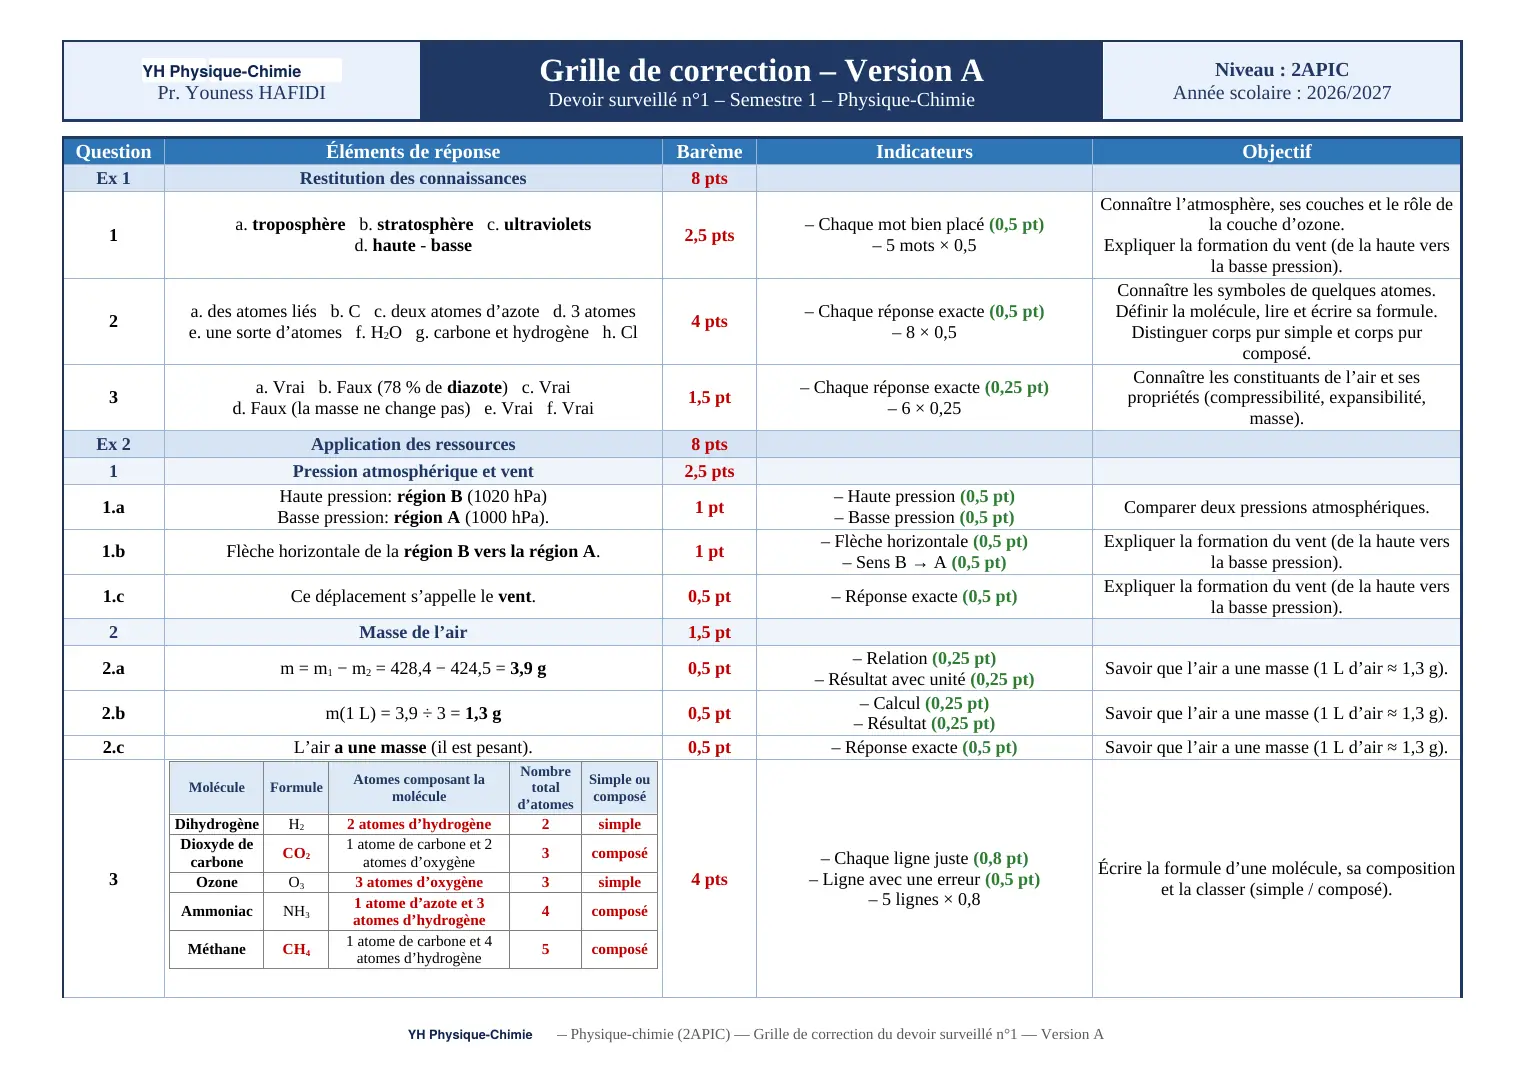 YH Physique-Chimie
Pr. Youness HAFIDI
Grille de correction – Version A
Devoir surveillé n°1 – Semestre 1 – Physique-Chimie
Niveau : 2APIC
Année scolaire : 2026/2027
Question Éléments de réponse Barème Indicateurs Objectif
Ex 1 Restitution des connaissances 8 pts
1
a. troposphère b. stratosphère c. ultraviolets
d. haute - basse
2,5 pts
– Chaque mot bien placé (0,5 pt)
– 5 mots × 0,5
Connaître l’atmosphère, ses couches et le rôle de
la couche d’ozone.
Expliquer la formation du vent (de la haute vers
la basse pression).
2
a. des atomes liés b. C c. deux atomes d’azote d. 3 atomes
e. une sorte d’atomes f. H₂O g. carbone et hydrogène h. Cl
4 pts
– Chaque réponse exacte (0,5 pt)
– 8 × 0,5
Connaître les symboles de quelques atomes.
Définir la molécule, lire et écrire sa formule.
Distinguer corps pur simple et corps pur
composé.
3
a. Vrai b. Faux (78 % de diazote) c. Vrai
d. Faux (la masse ne change pas) e. Vrai f. Vrai
1,5 pt
– Chaque réponse exacte (0,25 pt)
– 6 × 0,25
Connaître les constituants de l’air et ses
propriétés (compressibilité, expansibilité,
masse).
Ex 2 Application des ressources 8 pts
1 Pression atmosphérique et vent 2,5 pts
1.a
Haute pression: région B (1020 hPa)
Basse pression: région A (1000 hPa).
1 pt
– Haute pression (0,5 pt)
– Basse pression (0,5 pt)
Comparer deux pressions atmosphériques.
1.b
Flèche horizontale de la région B vers la région A.
1 pt
– Flèche horizontale (0,5 pt)
– Sens B → A (0,5 pt)
Expliquer la formation du vent (de la haute vers
la basse pression).
1.c
Ce déplacement s’appelle le vent.
0,5 pt
– Réponse exacte (0,5 pt)
Expliquer la formation du vent (de la haute vers
la basse pression).
2 Masse de l’air 1,5 pt
2.a
m = m₁ − m₂ = 428,4 − 424,5 = 3,9 g
0,5 pt
– Relation (0,25 pt)
– Résultat avec unité (0,25 pt)
Savoir que l’air a une masse (1 L d’air ≈ 1,3 g).
2.b
m(1 L) = 3,9 ÷ 3 = 1,3 g
0,5 pt
– Calcul (0,25 pt)
– Résultat (0,25 pt)
Savoir que l’air a une masse (1 L d’air ≈ 1,3 g).
2.c L’air a une masse (il est pesant). 0,5 pt – Réponse exacte (0,5 pt) Savoir que l’air a une masse (1 L d’air ≈ 1,3 g).
3
Molécule
Formule
Atomes composant la
molécule
Nombre
total
d’atomes
Simple ou
composé
Dihydrogène H₂ 2 atomes d’hydrogène 2 simple
Dioxyde de
carbone
CO₂
1 atome de carbone et 2
atomes d’oxygène
3
composé
Ozone O₃ 3 atomes d’oxygène 3 simple
Ammoniac
NH₃
1 atome d’azote et 3
atomes d’hydrogène
4
composé
Méthane
CH₄
1 atome de carbone et 4
atomes d’hydrogène
5
composé
4 pts
– Chaque ligne juste (0,8 pt)
– Ligne avec une erreur (0,5 pt)
– 5 lignes × 0,8
Écrire la formule d’une molécule, sa composition
et la classer (simple / composé).
YH Physique-Chimie – Physique-chimie (2APIC) — Grille de correction du devoir surveillé n°1 — Version A